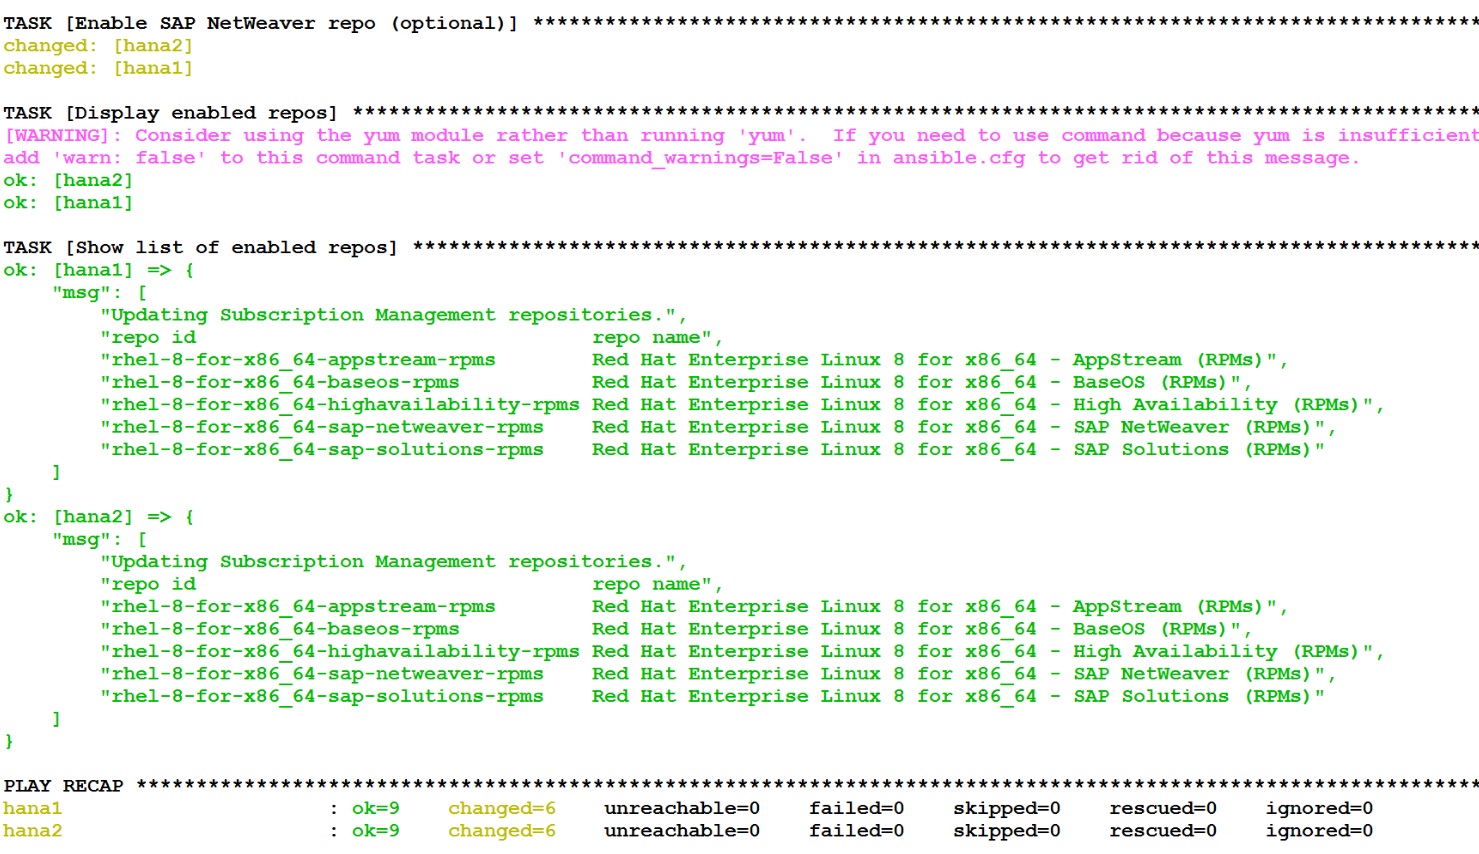 TASK [Enable SAP NetWeaver repo (optional)] *******************************************************************************
changed: [hana2]
changed: [hana1]
TASK [Display enabled repos] **********************************************************************************************
[WARNING]: Consider using the yum module rather than running 'yum'.  If you need to use command because yum is insufficient
add 'warn: false' to this command task or set 'command_warnings=False' in ansible.cfg to get rid of this message.
ok: [hana2]
ok: [hana1]
TASK [Show list of enabled repos] *****************************************************************************************
ok: [hana1] => {
    "msg": [
        "Updating Subscription Management repositories.",
        "repo id                                 repo name",
        "rhel-8-for-x86_64-appstream-rpms        Red Hat Enterprise Linux 8 for x86_64 - AppStream (RPMs)",
        "rhel-8-for-x86_64-baseos-rpms           Red Hat Enterprise Linux 8 for x86_64 - BaseOS (RPMs)",
        "rhel-8-for-x86_64-highavailability-rpms Red Hat Enterprise Linux 8 for x86_64 - High Availability (RPMs)",
        "rhel-8-for-x86_64-sap-netweaver-rpms    Red Hat Enterprise Linux 8 for x86_64 - SAP NetWeaver (RPMs)",
        "rhel-8-for-x86_64-sap-solutions-rpms    Red Hat Enterprise Linux 8 for x86_64 - SAP Solutions (RPMs)"
    ]
}
ok: [hana2] => {
    "msg": [
        "Updating Subscription Management repositories.",
        "repo id                                 repo name",
        "rhel-8-for-x86_64-appstream-rpms        Red Hat Enterprise Linux 8 for x86_64 - AppStream (RPMs)",
        "rhel-8-for-x86_64-baseos-rpms           Red Hat Enterprise Linux 8 for x86_64 - BaseOS (RPMs)",
        "rhel-8-for-x86_64-highavailability-rpms Red Hat Enterprise Linux 8 for x86_64 - High Availability (RPMs)",
        "rhel-8-for-x86_64-sap-netweaver-rpms    Red Hat Enterprise Linux 8 for x86_64 - SAP NetWeaver (RPMs)",
        "rhel-8-for-x86_64-sap-solutions-rpms    Red Hat Enterprise Linux 8 for x86_64 - SAP Solutions (RPMs)"
    ]
}
PLAY RECAP ****************************************************************************************************************
hana1                      : ok=9    changed=6    unreachable=0    failed=0    skipped=0    rescued=0    ignored=0
hana2                      : ok=9    changed=6    unreachable=0    failed=0    skipped=0    rescued=0    ignored=0